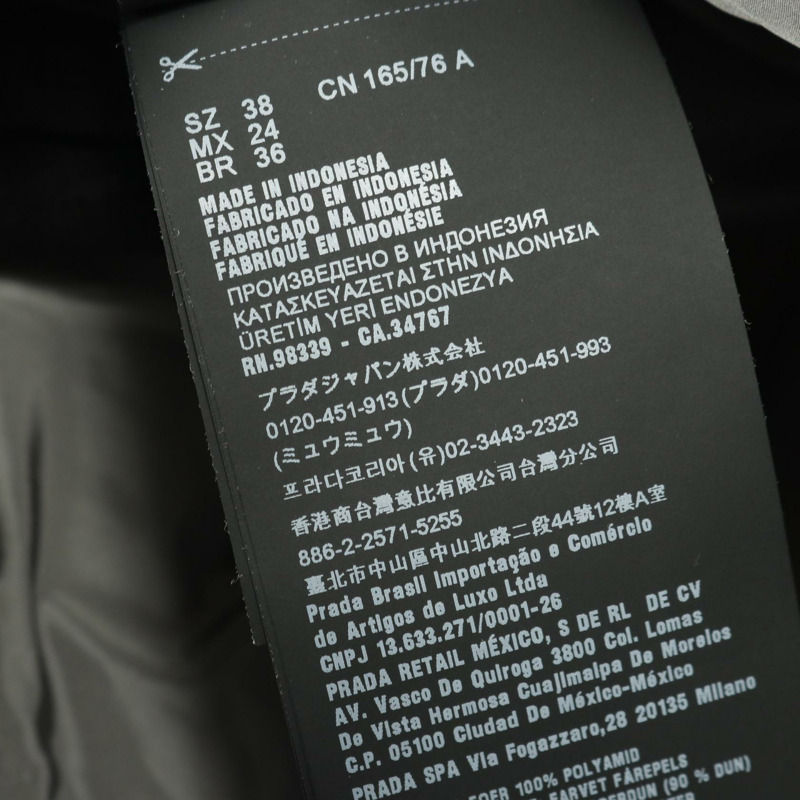 SZ 38 CN 165/76 A
MX 24
BR 36
MADE IN INDONESIA
FABRICADO EN INDONESIA
FABRICADO NA INDONÉSIA
FABRIQUÉ EN INDONÉSIE
ПРОИЗВЕДЕНО В ИНДОНЕЗИЯ
ΚΑΤΑΣΚΕΥΑΖΕΤΑΙ ΣΤΗΝ ΙΝΔΟΝΗΣΙΑ
ÜRETİM YERİ ENDONEZYA
RN.98339 - CA.34767
プラダジャパン株式会社
0120-451-913(プラダ)0120-451-993
(ミュウミュウ)
프라다코리아(유)02-3443-2323
香港商台灣意比有限公司台灣分公司
886-2-2571-5255
臺北市中山區中山北路二段44號12樓A室
Prada Brasil Importação e Comércio
de Artigos de Luxo Ltda
CNPJ 13.633.271/0001-26
PRADA RETAIL MÉXICO, S DE RL DE CV
AV. Vasco De Quiroga 3800 Col. Lomas
De Vista Hermosa Cuajimalpa De Morelos
C.P. 05100 Ciudad De México-México
PRADA SPA Via Fogazzaro,28 20135 Milano
100% POLYAMID
FARVET FÅREPELS
(90 % DUN)